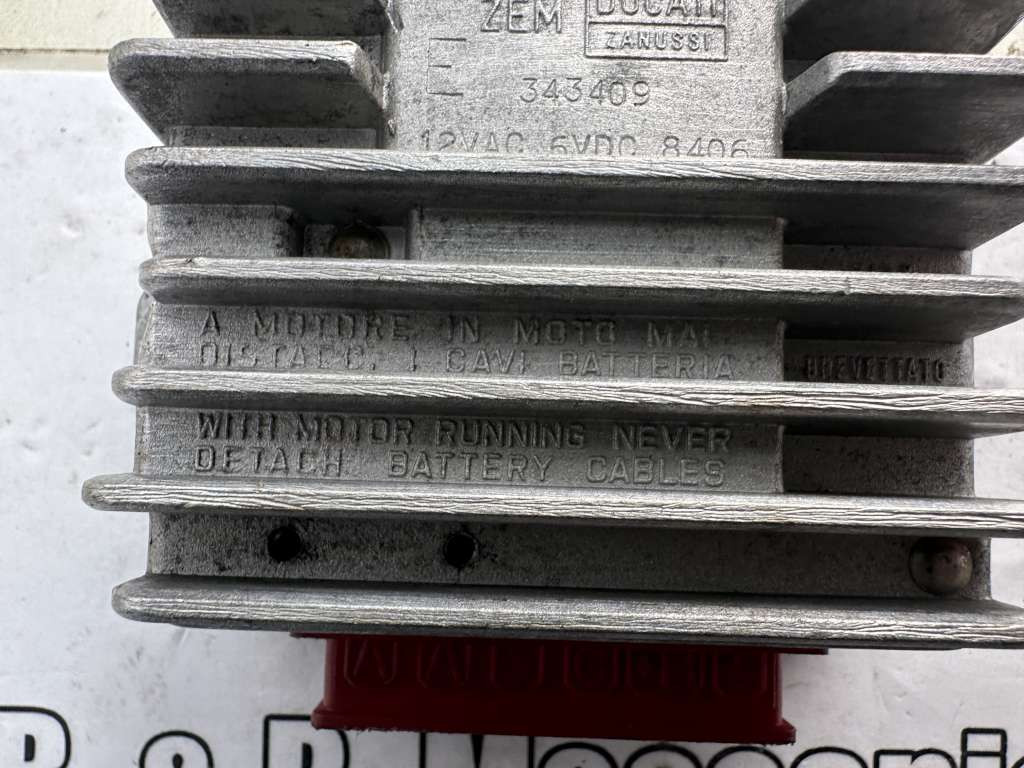 ZEM
DUCATI
ZANUSSI
E
343409
12VAC 6VDC 8406
A MOTORE IN MOTO MAI
DISTACC. I CAVI BATTERIA
BREVETTATO
WITH MOTOR RUNNING NEVER
DETACH BATTERY CABLES